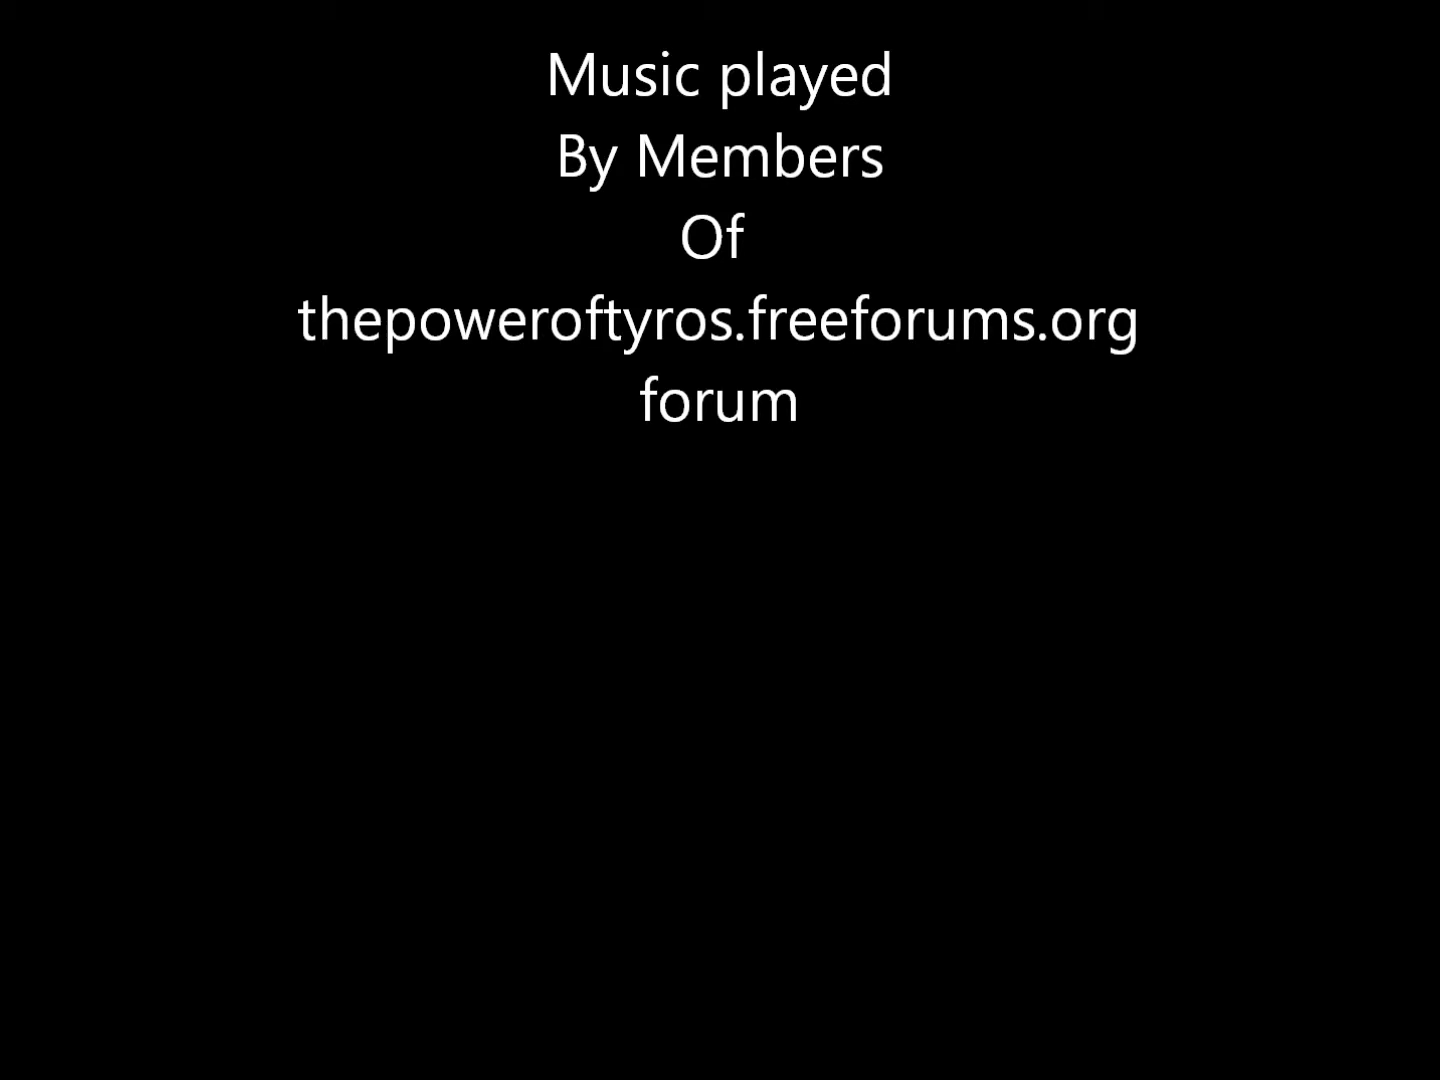 Music played
By Members
Of
thepoweroftyros.freeforums.org
forum